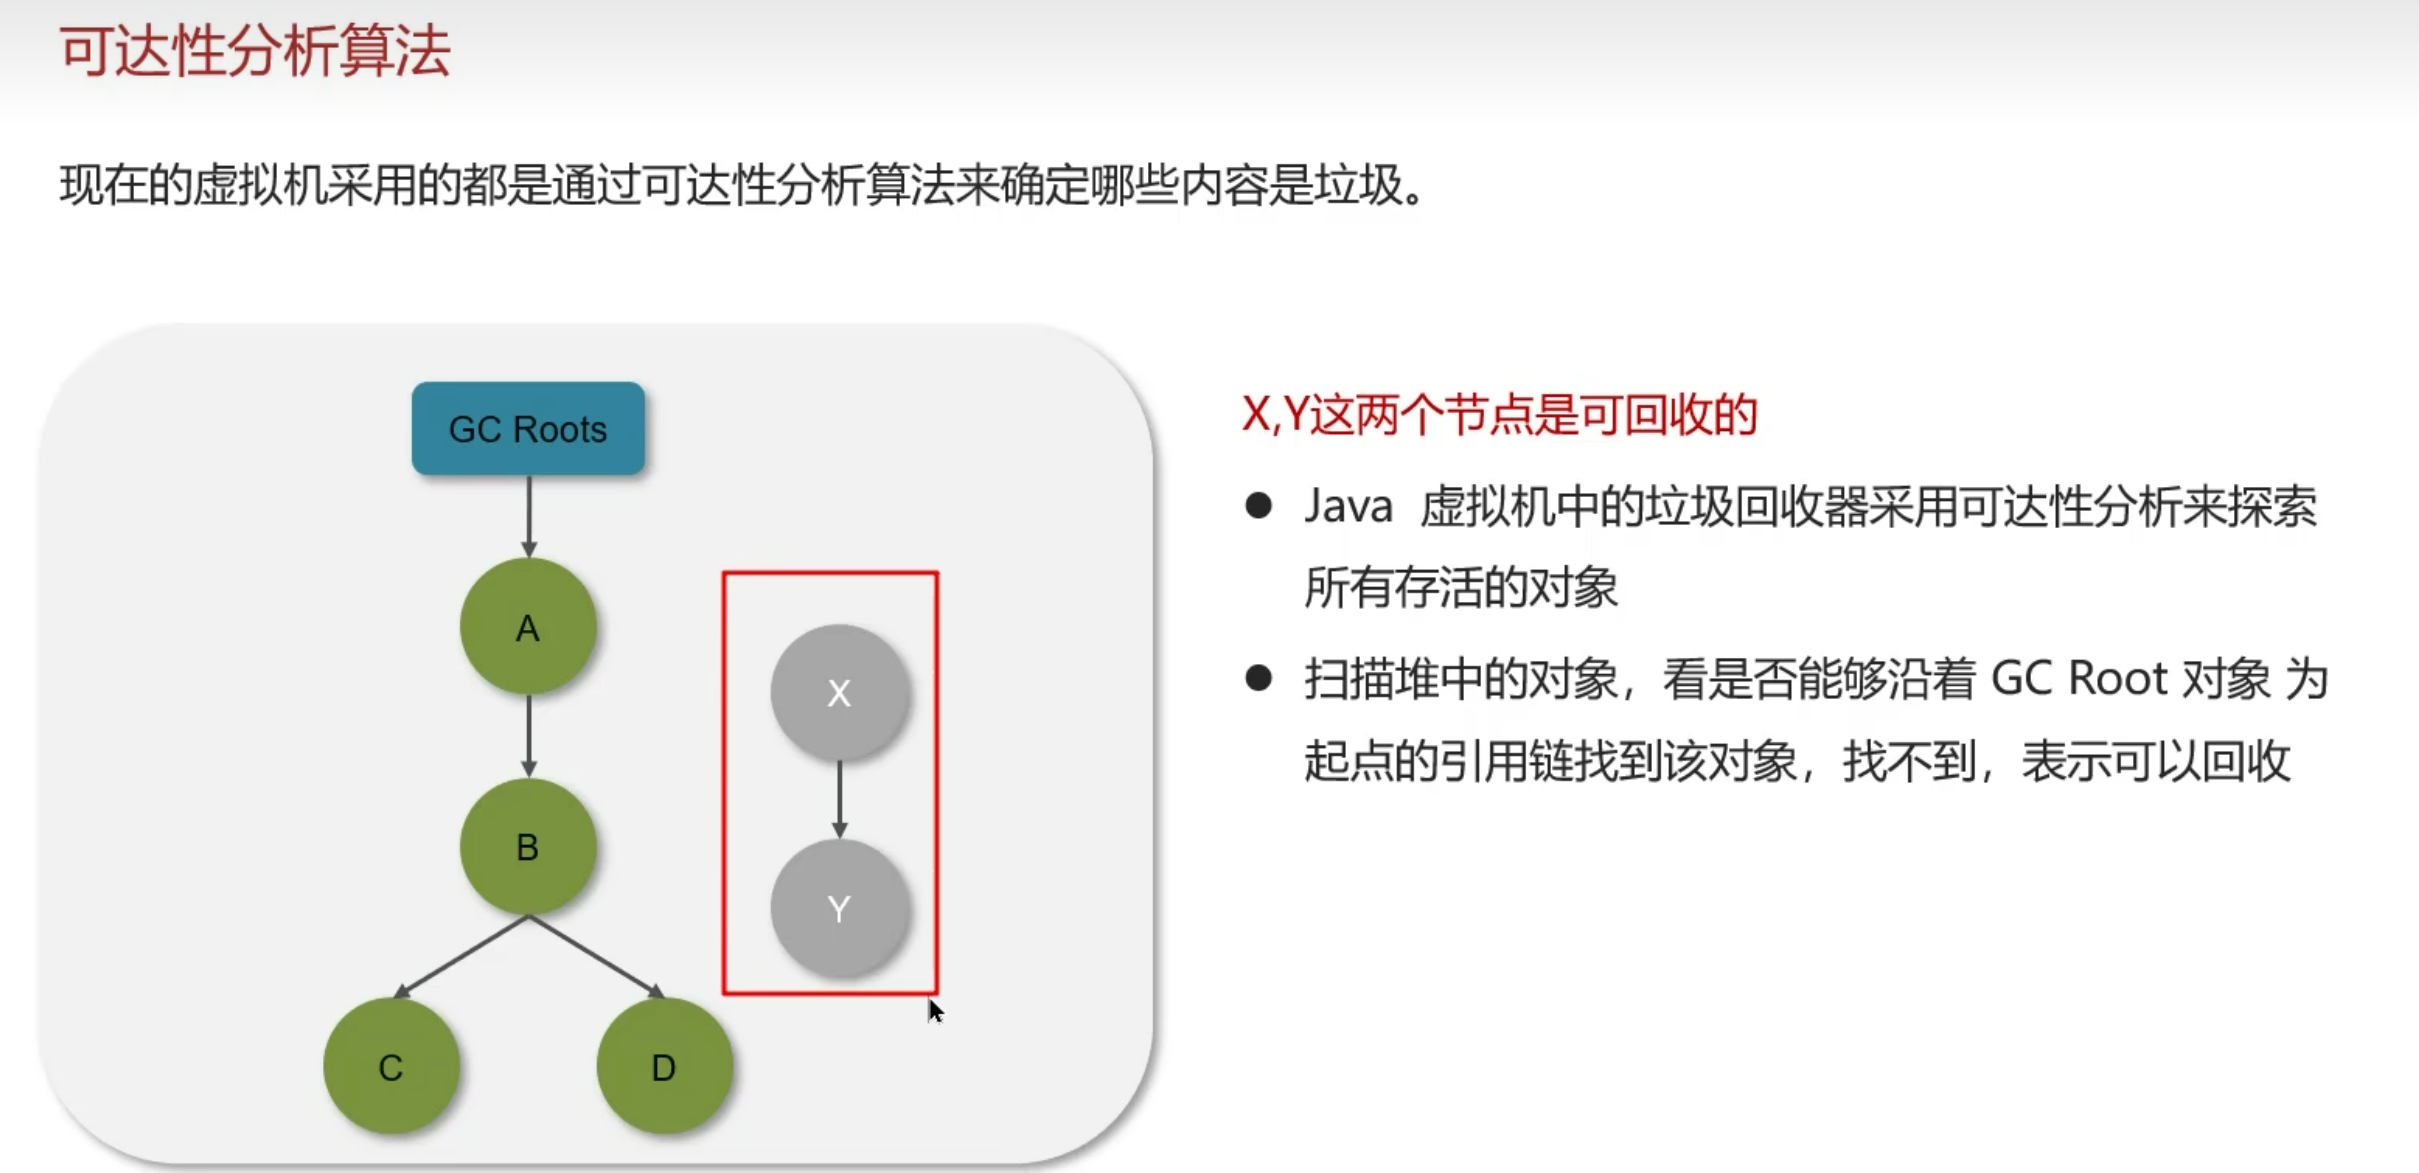 可达性分析算法
现在的虚拟机采用的都是通过可达性分析算法来确定哪些内容是垃圾。
GC Roots
A
B
C
D
X
Y
X,Y这两个节点是可回收的
Java 虚拟机中的垃圾回收器采用可达性分析来探索
所有存活的对象
扫描堆中的对象，看是否能够沿着 GC Root 对象 为
起点的引用链找到该对象，找不到，表示可以回收